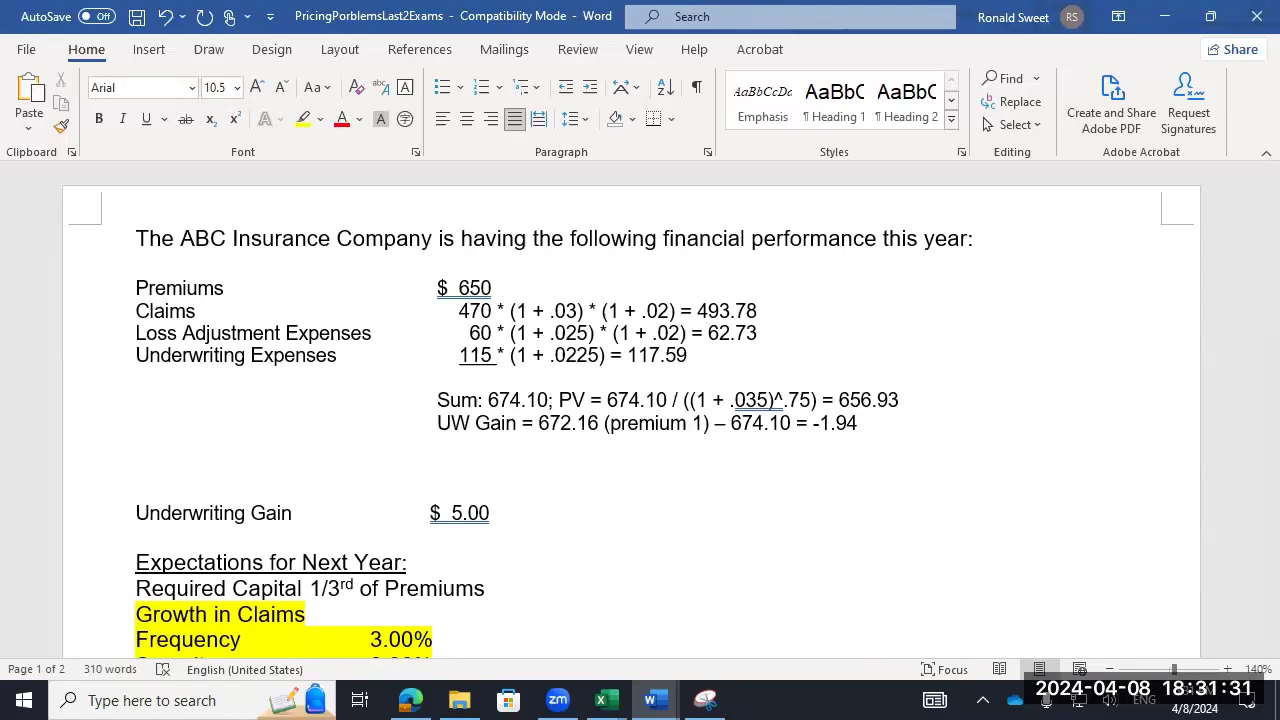 AutoSave Off PricingPorblemsLast2Exams - Compatibility Mode - Word Search Ronald Sweet RS
File Home Insert Draw Design Layout References Mailings Review View Help Acrobat Share
Paste Arial 10.5 Aa
B I U ab x₂ x² A A A
AaBbCcDc AaBbC AaBbC
Emphasis ¶ Heading 1 ¶ Heading 2
Find Replace Select
Create and Share Adobe PDF
Request Signatures
Clipboard Font Paragraph Styles Editing Adobe Acrobat
The ABC Insurance Company is having the following financial performance this year:
Premiums $ 650
Claims 470 * (1 + .03) * (1 + .02) = 493.78
Loss Adjustment Expenses 60 * (1 + .025) * (1 + .02) = 62.73
Underwriting Expenses 115 * (1 + .0225) = 117.59
Sum: 674.10; PV = 674.10 / ((1 + .035)^.75) = 656.93
UW Gain = 672.16 (premium 1) – 674.10 = -1.94
Underwriting Gain $ 5.00
Expectations for Next Year:
Required Capital 1/3rd of Premiums
Growth in Claims
Frequency 3.00%
Page 1 of 2 310 words English (United States) Focus 140%
Type here to search zm
2024-04-08 18:31:31
ENG
4/8/2024